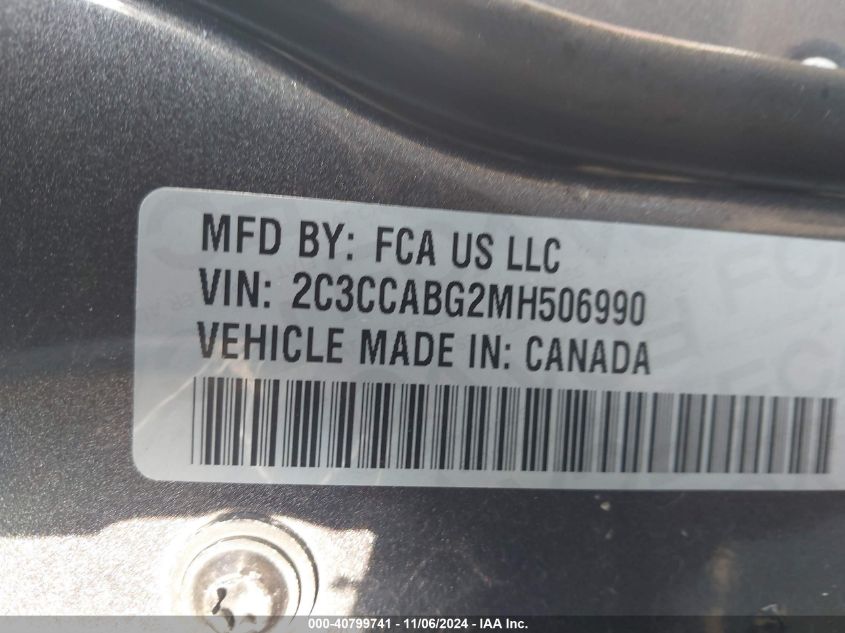 MFD BY: FCA US LLC
VIN: 2C3CCABG2MH506990
VEHICLE MADE IN: CANADA
000-40799741 - 11/06/2024 - IAA Inc.